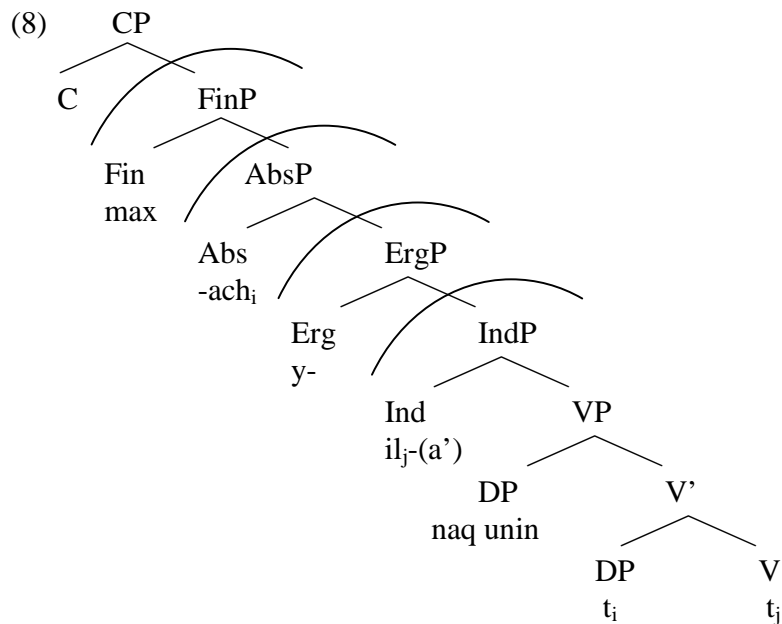 (8) CP
C FinP
Fin AbsP
max
Abs ErgP
-achᵢ
Erg IndP
y-
Ind VP
ilⱼ-(a’)
DP V’
naq unin
DP V
tᵢ tⱼ